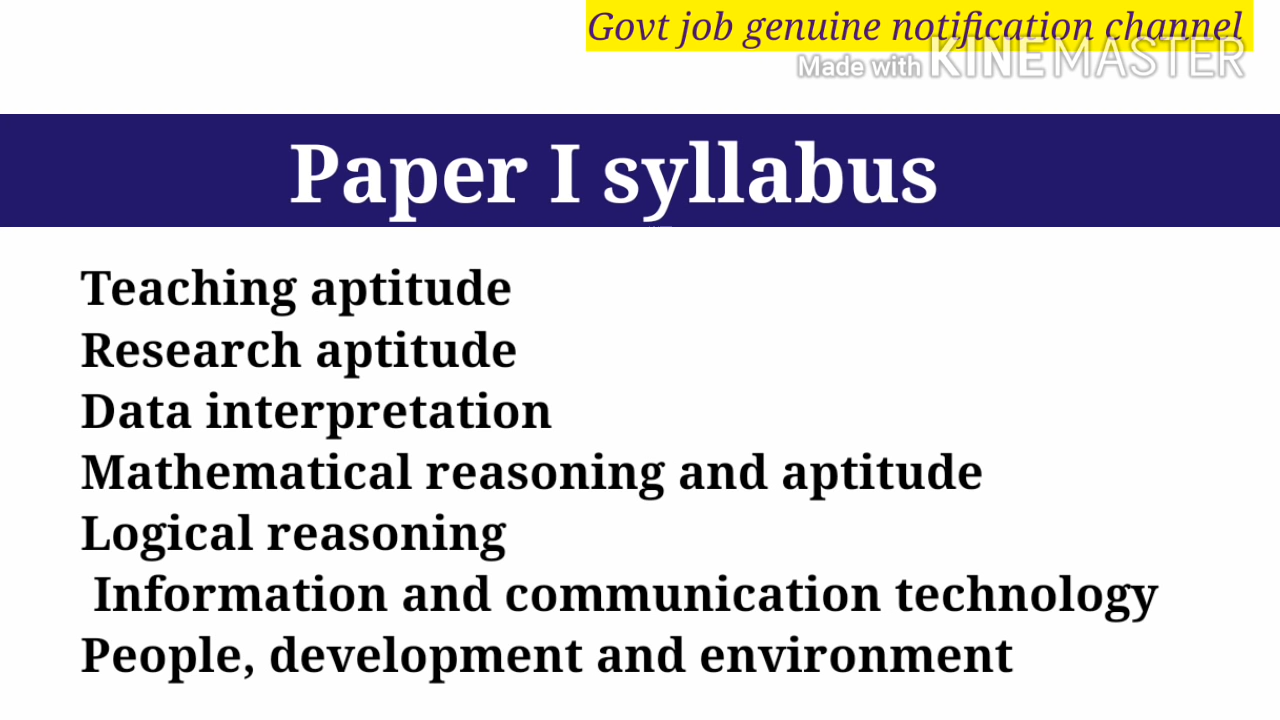 Govt job genuine notification channel
Made with KINEMASTER
Paper I syllabus
Teaching aptitude
Research aptitude
Data interpretation
Mathematical reasoning and aptitude
Logical reasoning
Information and communication technology
People, development and environment